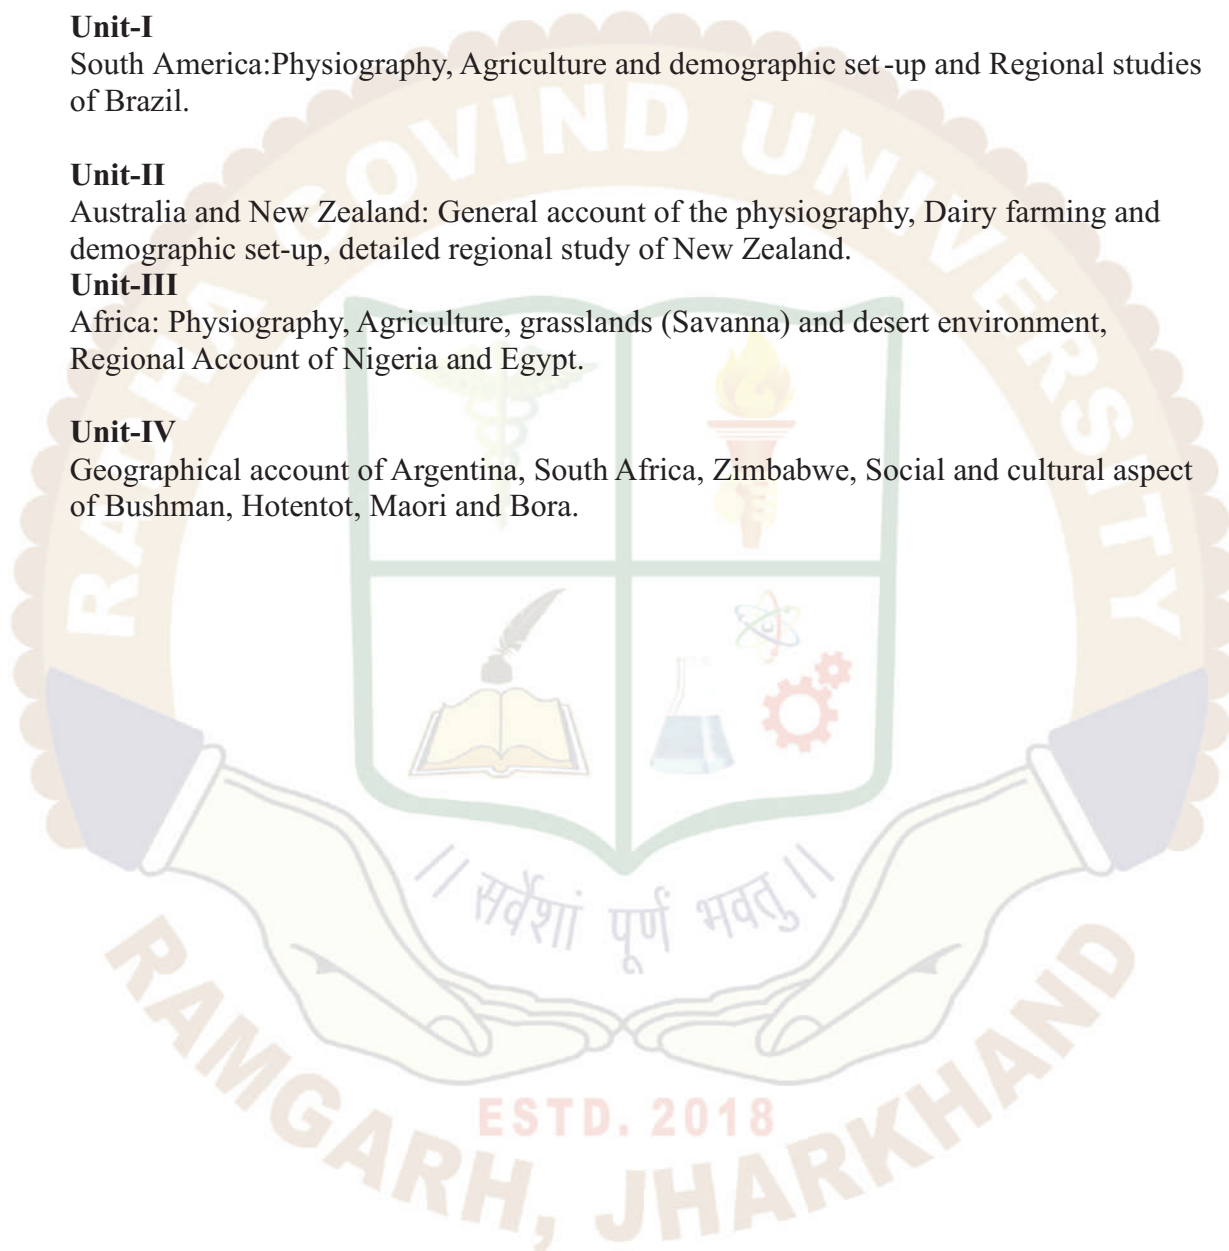 Unit-I
South America:Physiography, Agriculture and demographic set-up and Regional studies
of Brazil.
Unit-II
Australia and New Zealand: General account of the physiography, Dairy farming and
demographic set-up, detailed regional study of New Zealand.
Unit-III
Africa: Physiography, Agriculture, grasslands (Savanna) and desert environment,
Regional Account of Nigeria and Egypt.
Unit-IV
Geographical account of Argentina, South Africa, Zimbabwe, Social and cultural aspect
of Bushman, Hotentot, Maori and Bora.
RADHA GOVIND UNIVERSITY
|| सर्वेशां पूर्ण भवतु ||
ESTD. 2018
RAMGARH, JHARKHAND